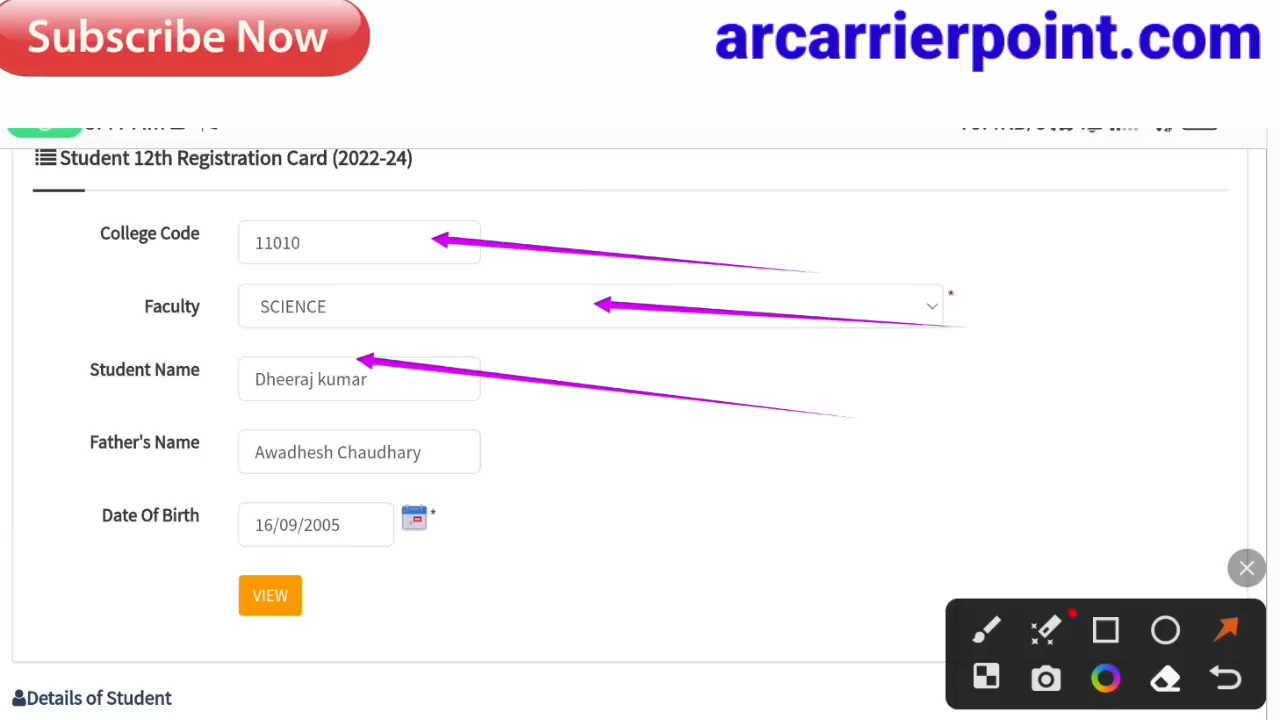 Subscribe Now
arcarrierpoint.com
Student 12th Registration Card (2022-24)
College Code
11010
Faculty
SCIENCE
*
Student Name
Dheeraj kumar
Father's Name
Awadhesh Chaudhary
Date Of Birth
16/09/2005
*
VIEW
Details of Student